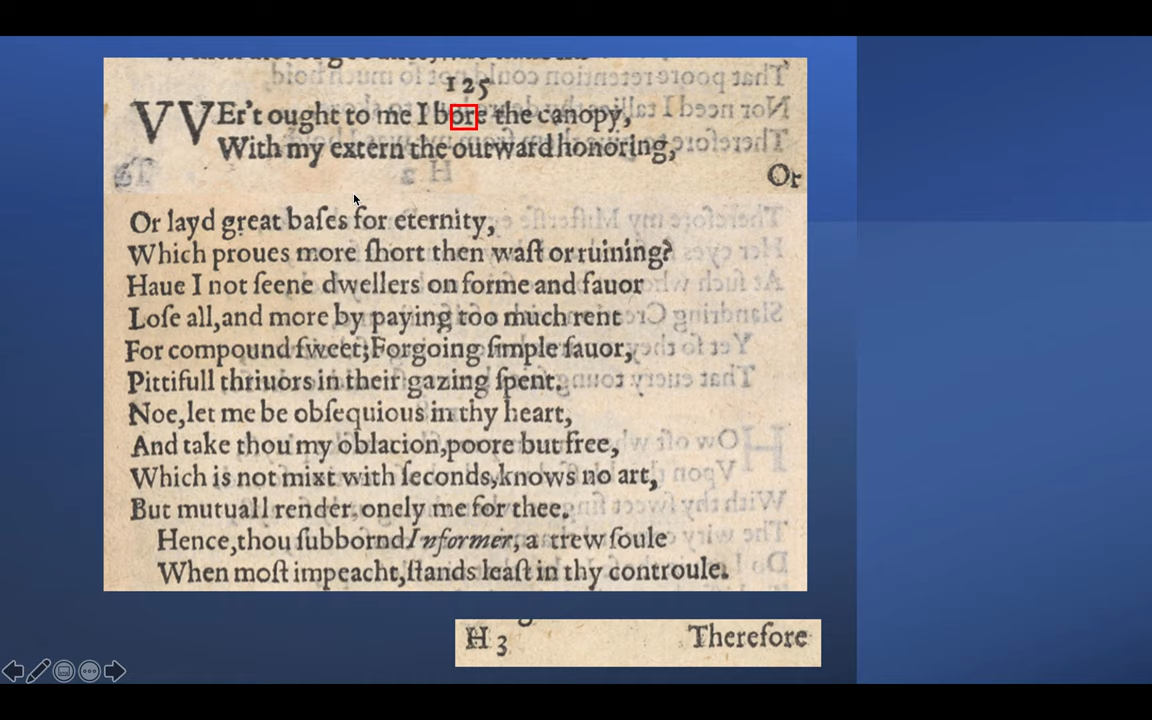 125
VVEr't ought to me I bore the canopy,
With my extern the outward honoring,
Or
Or layd great baſes for eternity,
Which proues more ſhort then waſt or ruining?
Haue I not ſeene dwellers on forme and fauor
Loſe all,and more by paying too much rent
For compound ſweet;Forgoing ſimple ſauor,
Pittifull thriuors in their gazing ſpent.
Noe,let me be obſequious in thy heart,
And take thou my oblacion,poore but free,
Which is not mixt with ſeconds,knows no art,
But mutuall render, onely me for thee.
Hence,thou ſubbornd Informer, a trew ſoule
When moſt impeacht,ſtands leaſt in thy controule.
H 3 Therefore